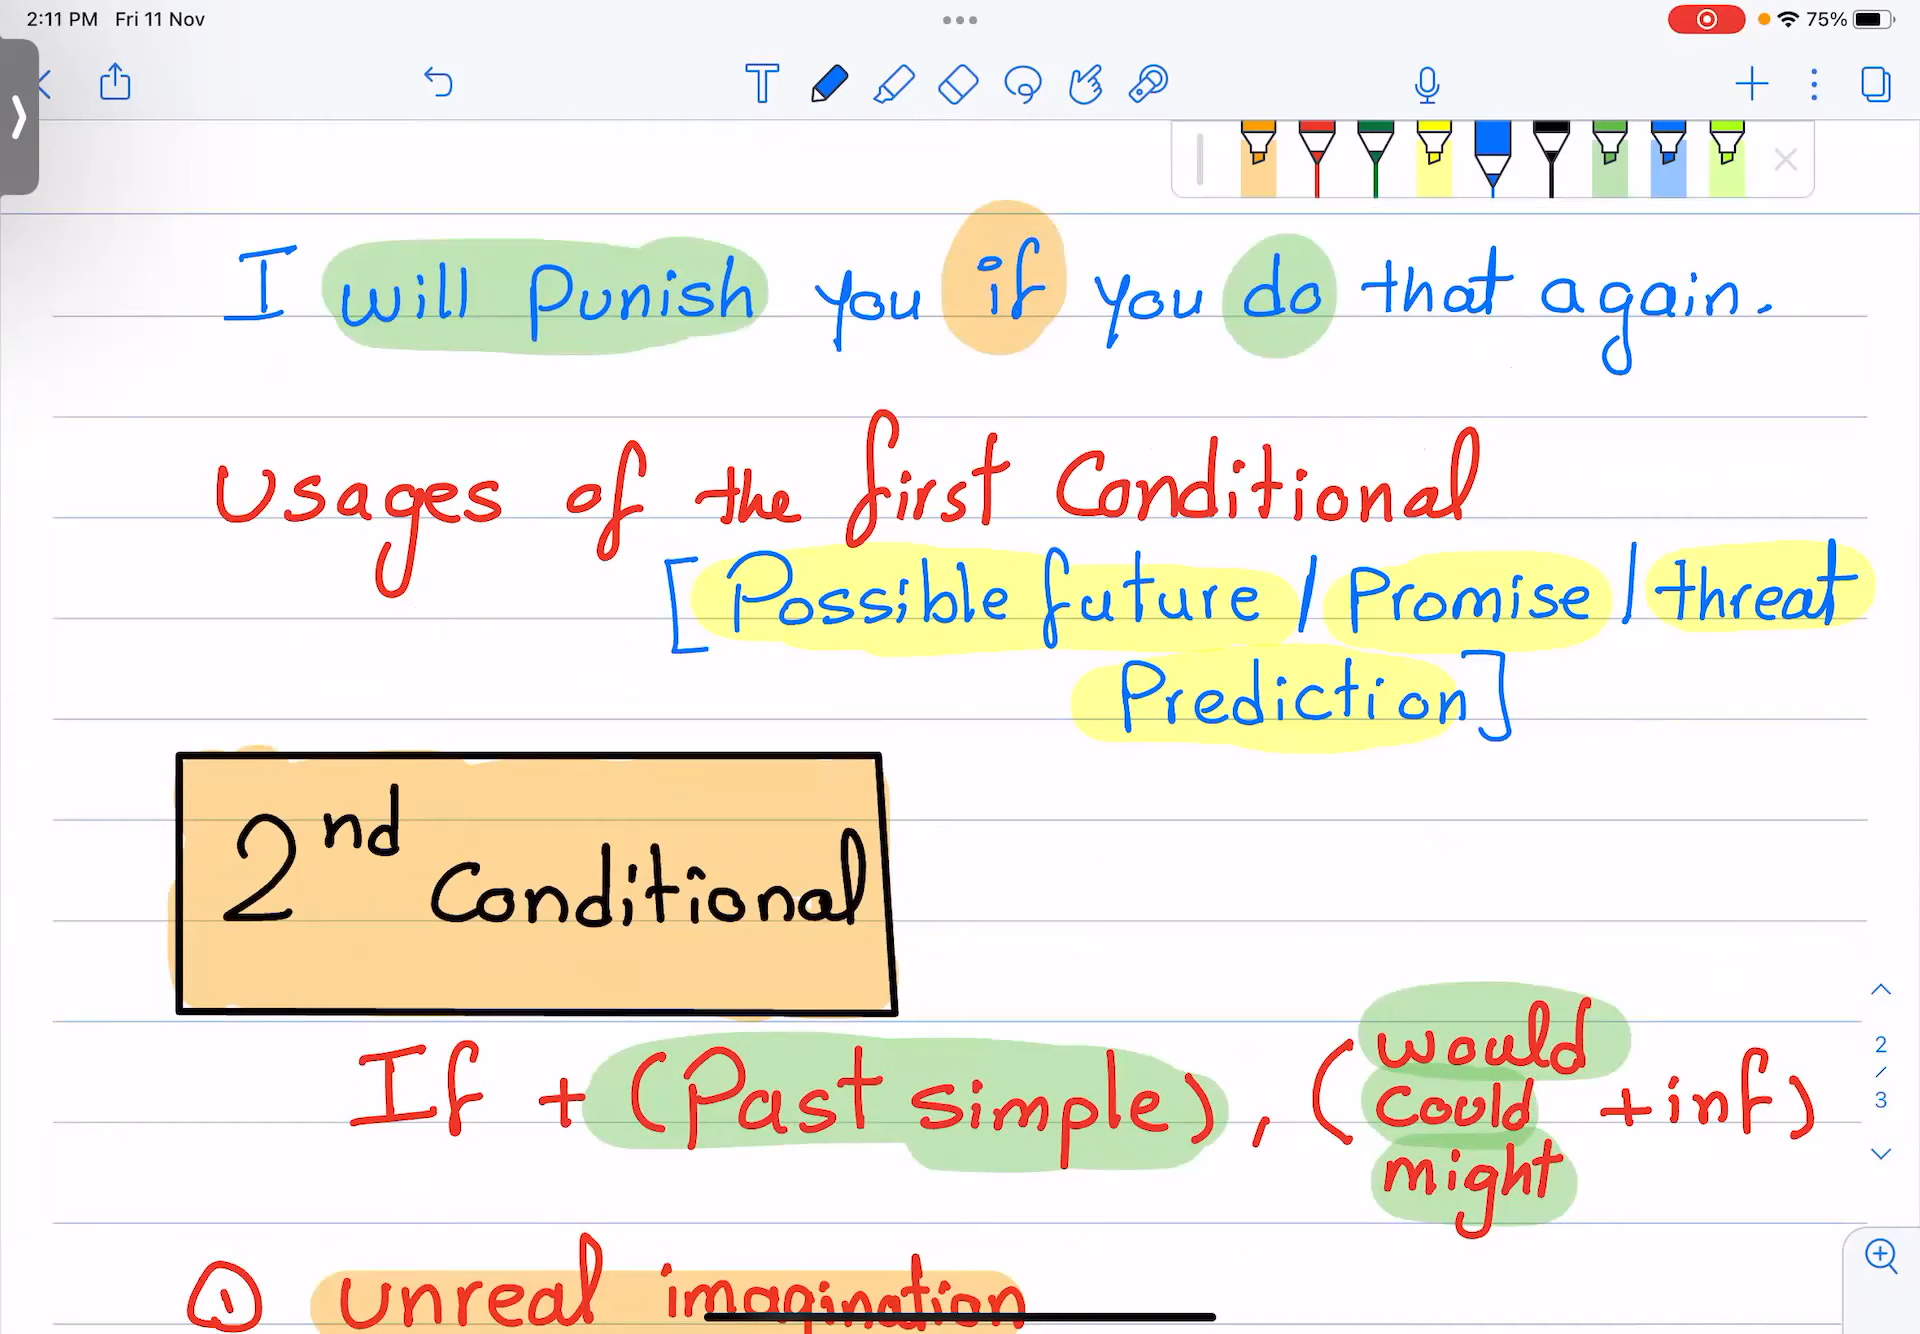 2:11 PM Fri 11 Nov
75%
I will Punish you if you do that again.
Usages of the first Conditional
[Possible future / Promise / threat
Prediction]
2nd Conditional
If + (Past simple), (would
could + inf)
might
2
/
3
① unreal imagination